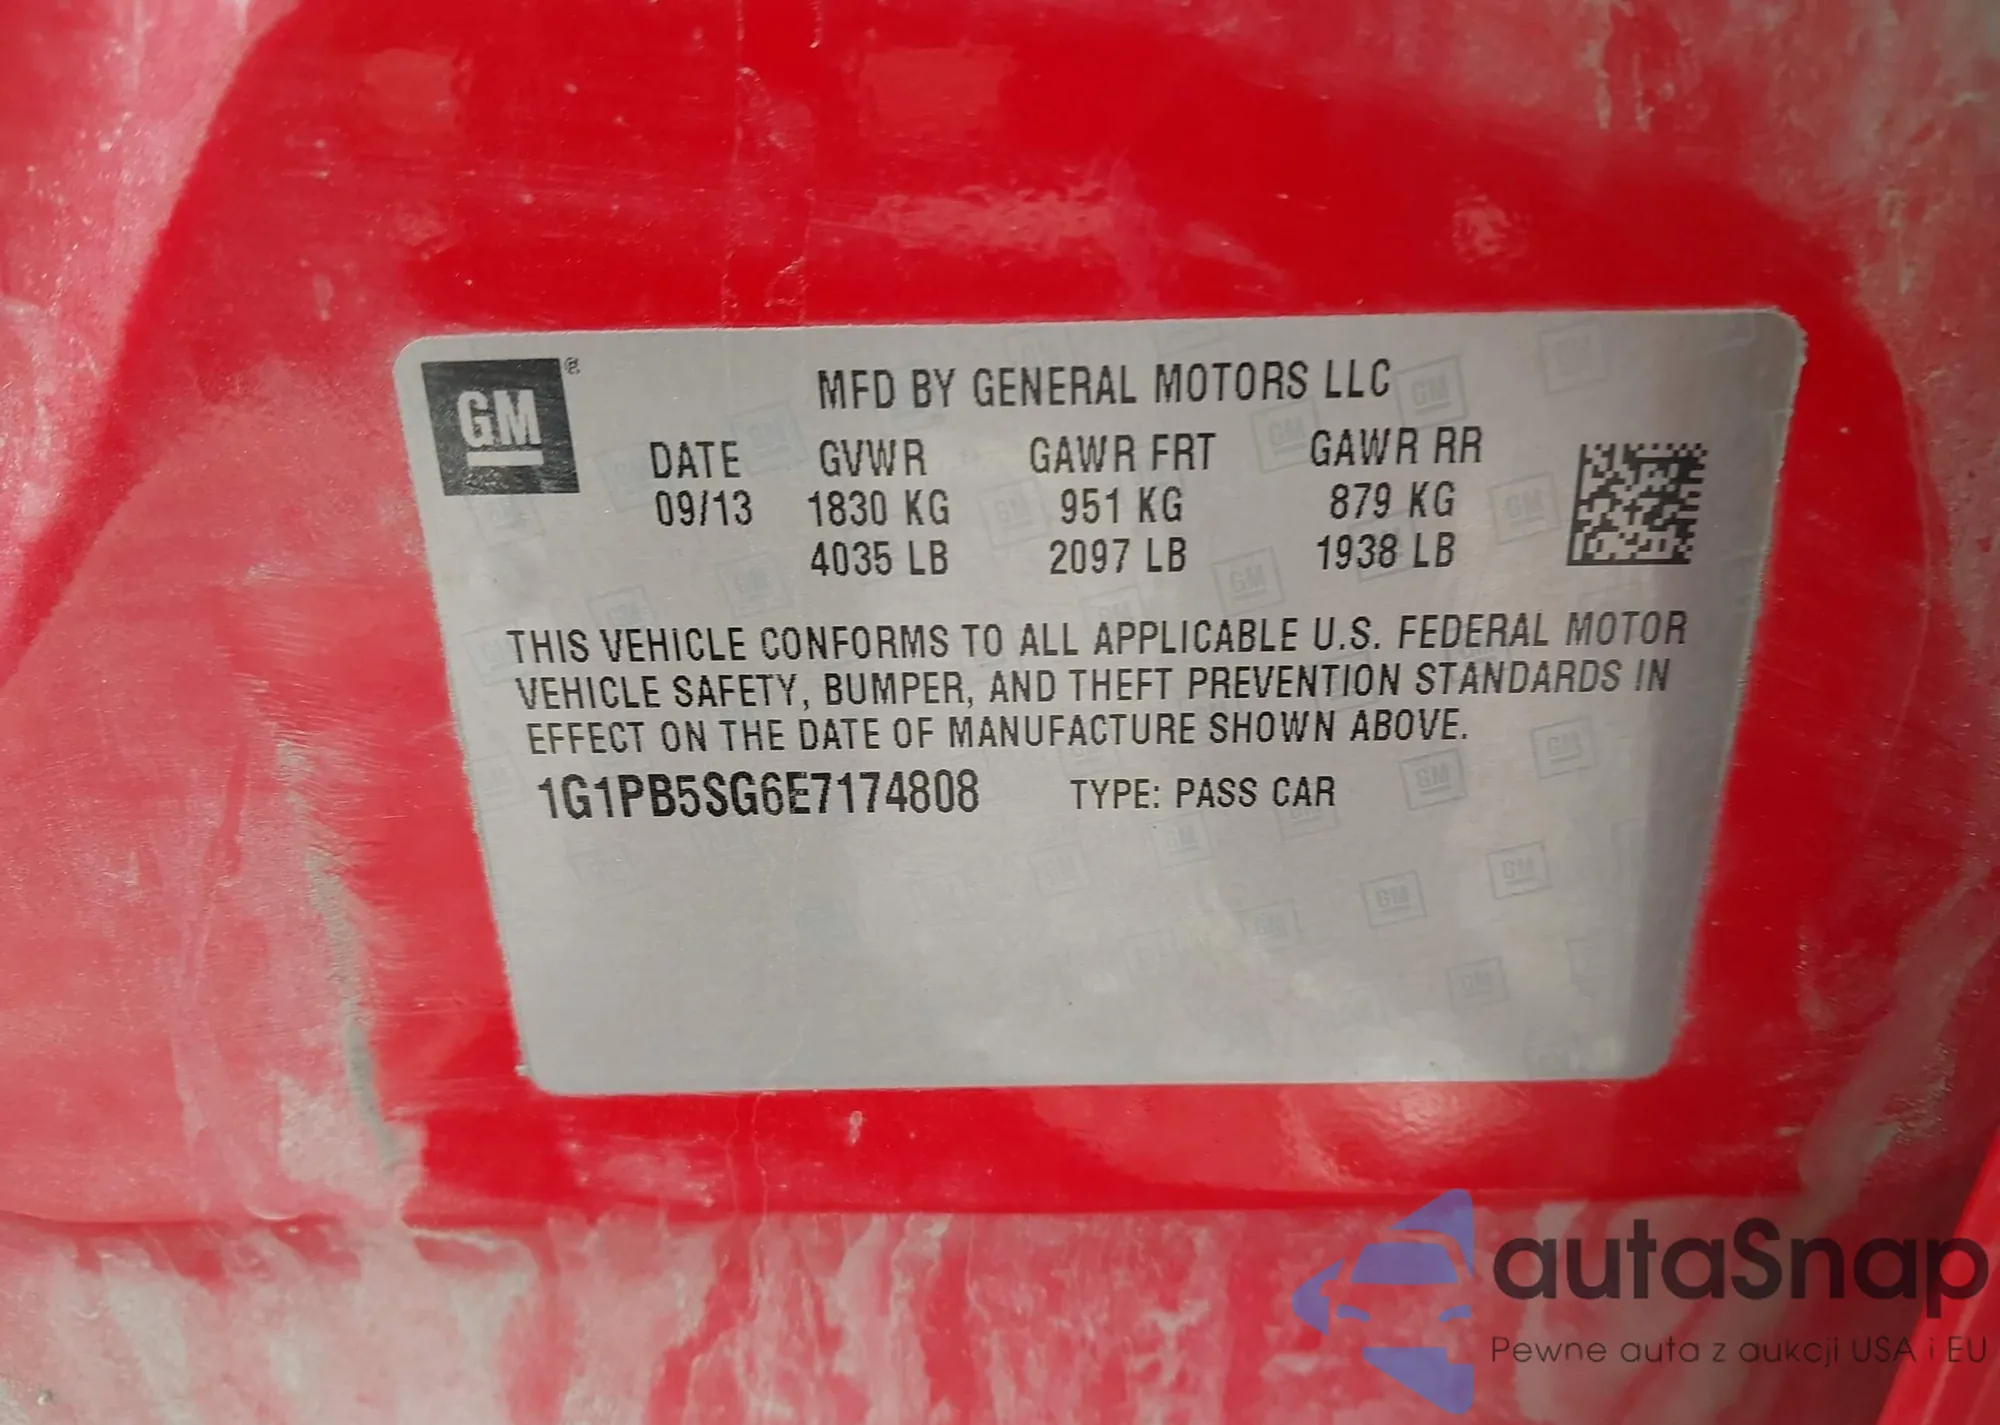 GM ®
MFD BY GENERAL MOTORS LLC
DATE GVWR GAWR FRT GAWR RR
09/13 1830 KG 951 KG 879 KG
4035 LB 2097 LB 1938 LB
THIS VEHICLE CONFORMS TO ALL APPLICABLE U.S. FEDERAL MOTOR
VEHICLE SAFETY, BUMPER, AND THEFT PREVENTION STANDARDS IN
EFFECT ON THE DATE OF MANUFACTURE SHOWN ABOVE.
1G1PB5SG6E7174808 TYPE: PASS CAR
autaSnap
Pewne auta z aukcji USA i EU